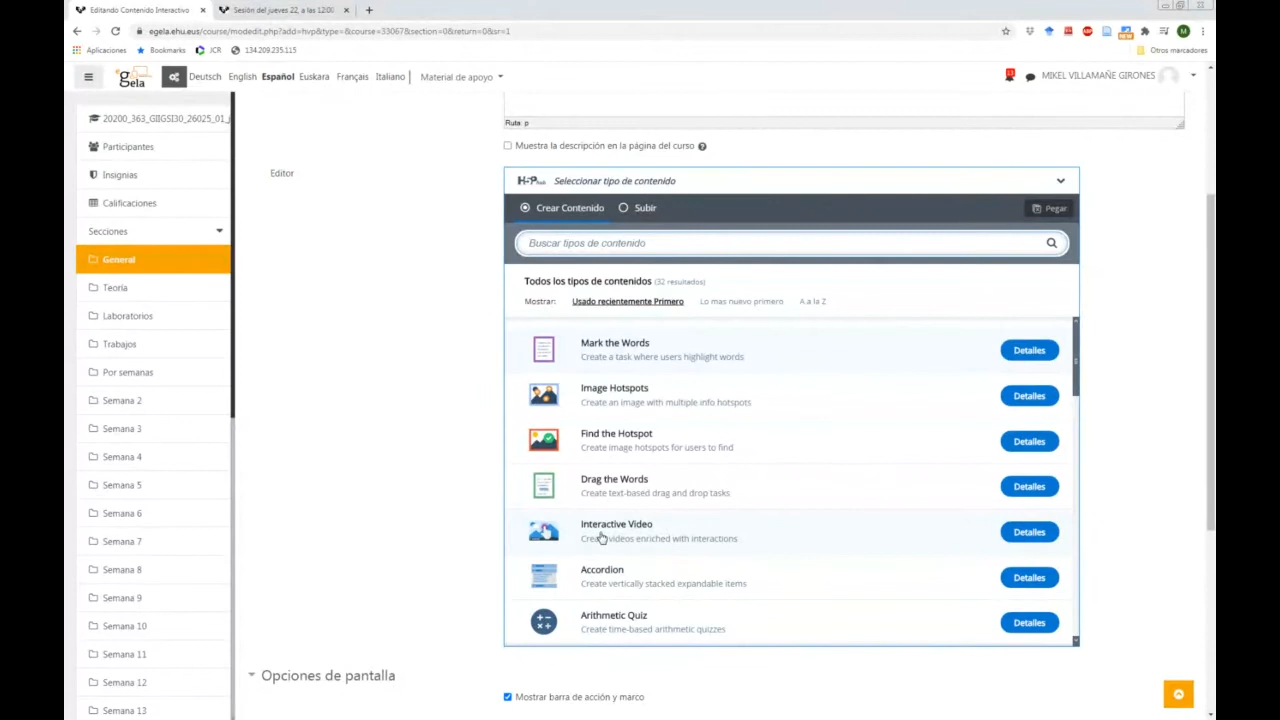 Editando Contenido Interactivo
Sesión del jueves 22, a las 12:00
egela.ehu.eus/course/modedit.php?add=hvp&type=&course=33067&section=0&return=0&sr=1
Aplicaciones
Bookmarks
JCR
134.209.235.115
Otros marcadores
gela
Deutsch English Español Euskara Français Italiano
Material de apoyo
MIKEL VILLAMAÑE GIRONES
20200_363_GIIGSI30_26025_01_
Participantes
Insignias
Calificaciones
Secciones
General
Teoría
Laboratorios
Trabajos
Por semanas
Semana 2
Semana 3
Semana 4
Semana 5
Semana 6
Semana 7
Semana 8
Semana 9
Semana 10
Semana 11
Semana 12
Semana 13
Ruta: p
Muestra la descripción en la página del curso
Editor
H-P Seleccionar tipo de contenido
Crear Contenido Subir
Pegar
Buscar tipos de contenido
Todos los tipos de contenidos (32 resultados)
Mostrar: Usado recientemente Primero Lo mas nuevo primero A a la Z
Mark the Words
Create a task where users highlight words
Detalles
Image Hotspots
Create an image with multiple info hotspots
Detalles
Find the Hotspot
Create image hotspots for users to find
Detalles
Drag the Words
Create text-based drag and drop tasks
Detalles
Interactive Video
Create videos enriched with interactions
Detalles
Accordion
Create vertically stacked expandable items
Detalles
Arithmetic Quiz
Create time-based arithmetic quizzes
Detalles
Opciones de pantalla
Mostrar barra de acción y marco